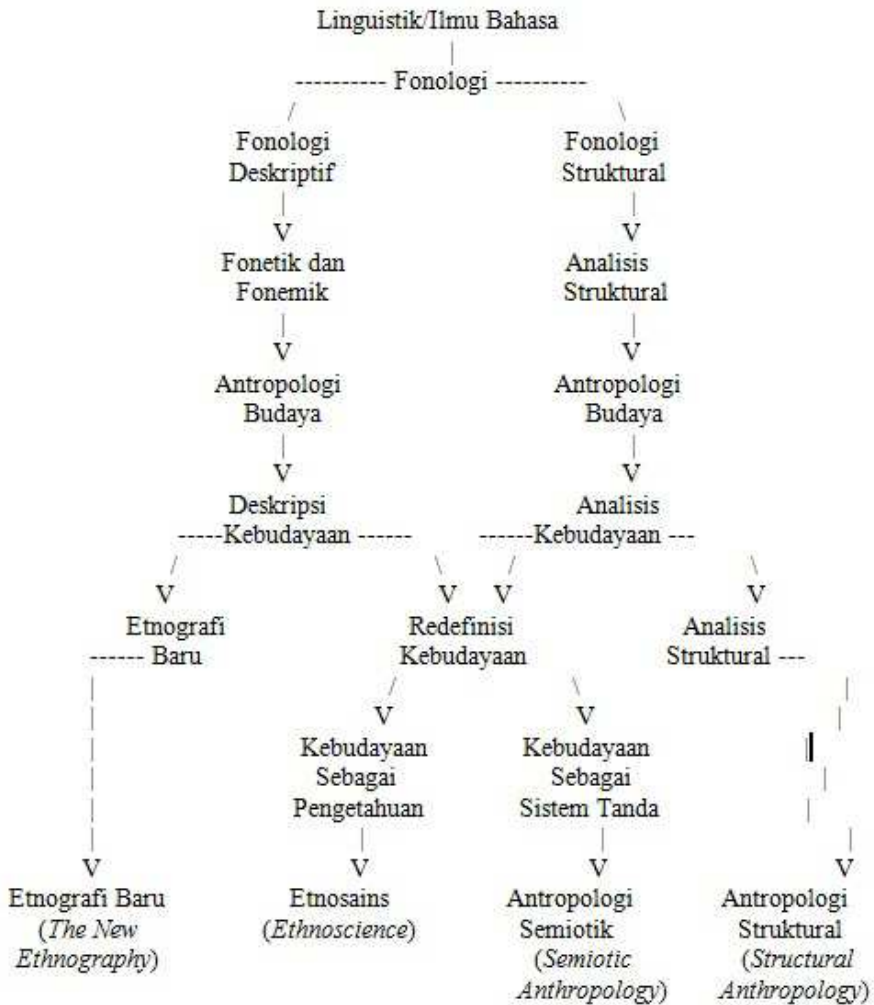 Linguistik/Ilmu Bahasa
---------- Fonologi ----------
Fonologi Deskriptif
Fonologi Struktural
V V
Fonetik dan Fonemik
Analisis Struktural
V V
Antropologi Budaya
Antropologi Budaya
V V
Deskripsi
-----Kebudayaan ------
Analisis
------Kebudayaan ---
V V V V
Etnografi
------ Baru
Redefinisi
Kebudayaan
Analisis
Struktural ---
V V
Kebudayaan
Sebagai
Pengetahuan
Kebudayaan
Sebagai
Sistem Tanda
V V V V
Etnografi Baru
(The New
Ethnography)
Etnosains
(Ethnoscience)
Antropologi
Semiotik
(Semiotic
Anthropology)
Antropologi
Struktural
(Structural
Anthropology)